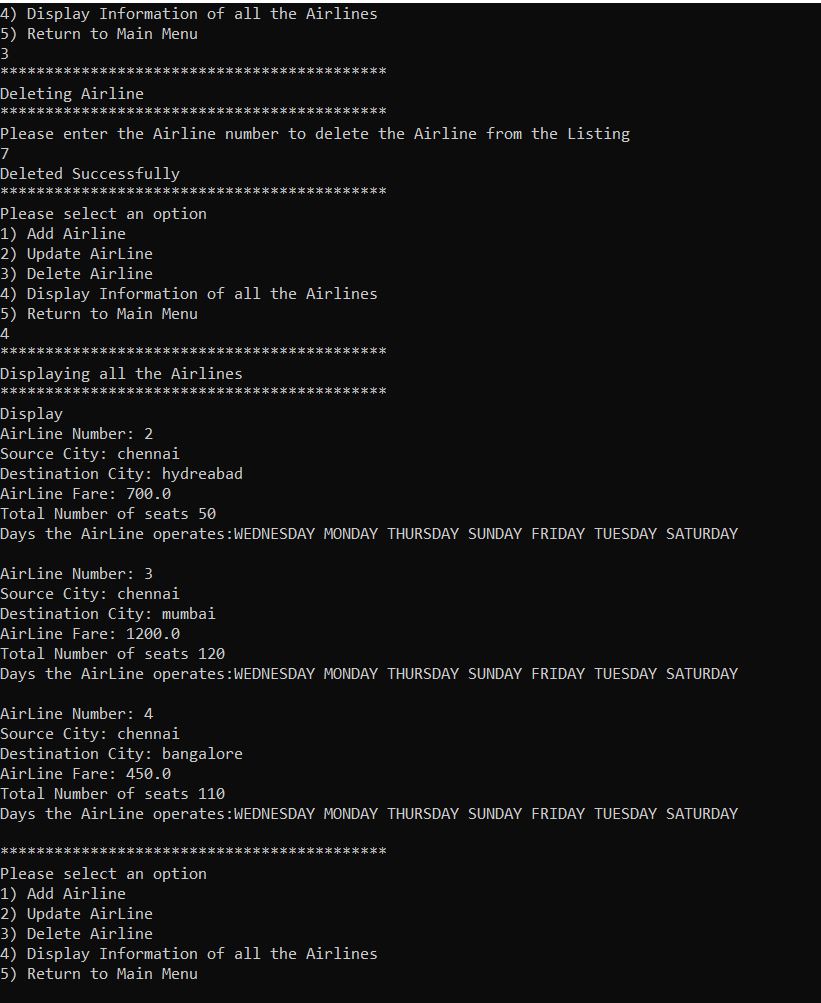 4) Display Information of all the Airlines
5) Return to Main Menu
3
*******************************************
Deleting Airline
*******************************************
Please enter the Airline number to delete the Airline from the Listing
7
Deleted Successfully
*******************************************
Please select an option
1) Add Airline
2) Update AirLine
3) Delete Airline
4) Display Information of all the Airlines
5) Return to Main Menu
4
*******************************************
Displaying all the Airlines
*******************************************
Display
AirLine Number: 2
Source City: chennai
Destination City: hydreabad
AirLine Fare: 700.0
Total Number of seats 50
Days the AirLine operates:WEDNESDAY MONDAY THURSDAY SUNDAY FRIDAY TUESDAY SATURDAY

AirLine Number: 3
Source City: chennai
Destination City: mumbai
AirLine Fare: 1200.0
Total Number of seats 120
Days the AirLine operates:WEDNESDAY MONDAY THURSDAY SUNDAY FRIDAY TUESDAY SATURDAY

AirLine Number: 4
Source City: chennai
Destination City: bangalore
AirLine Fare: 450.0
Total Number of seats 110
Days the AirLine operates:WEDNESDAY MONDAY THURSDAY SUNDAY FRIDAY TUESDAY SATURDAY

*******************************************
Please select an option
1) Add Airline
2) Update AirLine
3) Delete Airline
4) Display Information of all the Airlines
5) Return to Main Menu